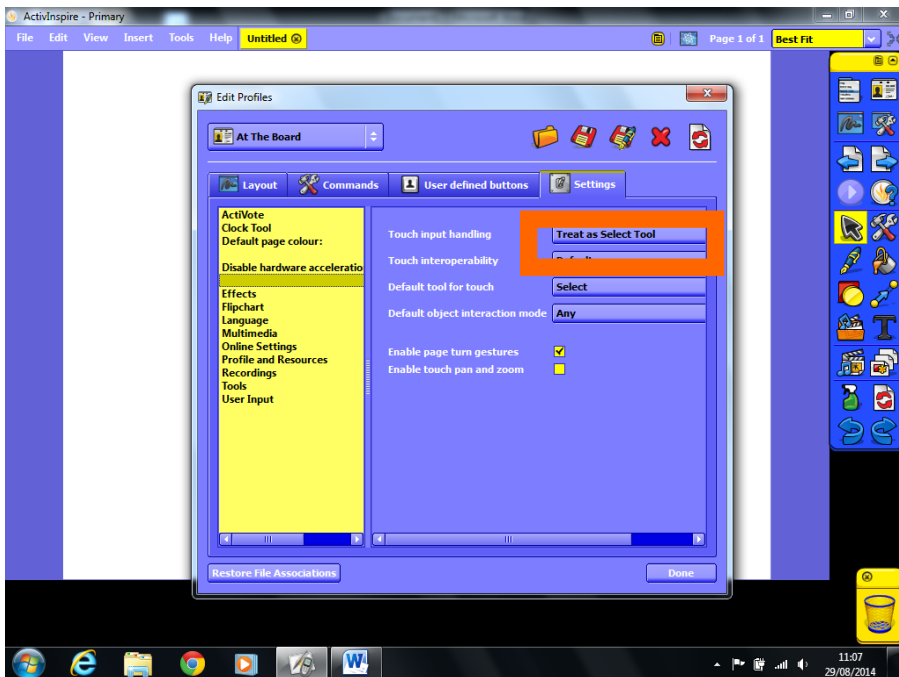 ActivInspire - Primary
File Edit View Insert Tools Help Untitled Page 1 of 1 Best Fit
Edit Profiles
At The Board
Layout Commands User defined buttons Settings
ActiVote
Clock Tool
Default page colour:
Disable hardware acceleratio
Effects
Flipchart
Language
Multimedia
Online Settings
Profile and Resources
Recordings
Tools
User Input
Touch input handling Treat as Select Tool
Touch interoperability
Default tool for touch Select
Default object interaction mode Any
Enable page turn gestures
Enable touch pan and zoom
Restore File Associations Done
11:07
29/08/2014